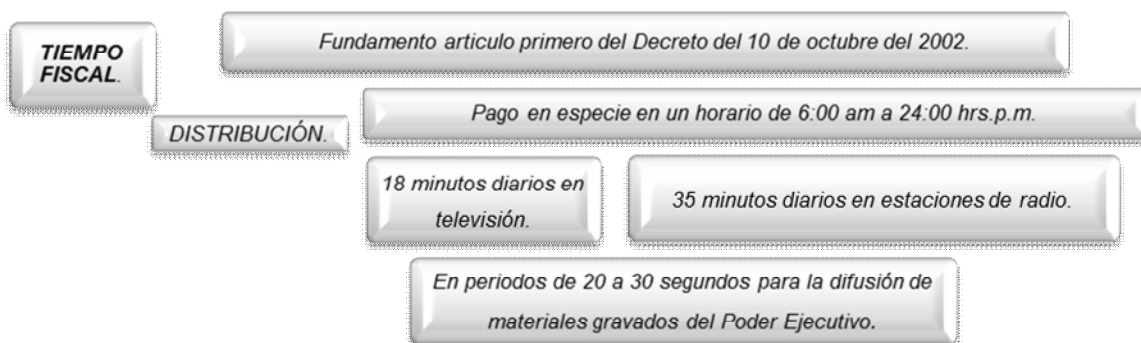 TIEMPO
FISCAL.
Fundamento articulo primero del Decreto del 10 de octubre del 2002.
DISTRIBUCIÓN.
Pago en especie en un horario de 6:00 am a 24:00 hrs.p.m.
18 minutos diarios en
televisión.
35 minutos diarios en estaciones de radio.
En periodos de 20 a 30 segundos para la difusión de
materiales gravados del Poder Ejecutivo.